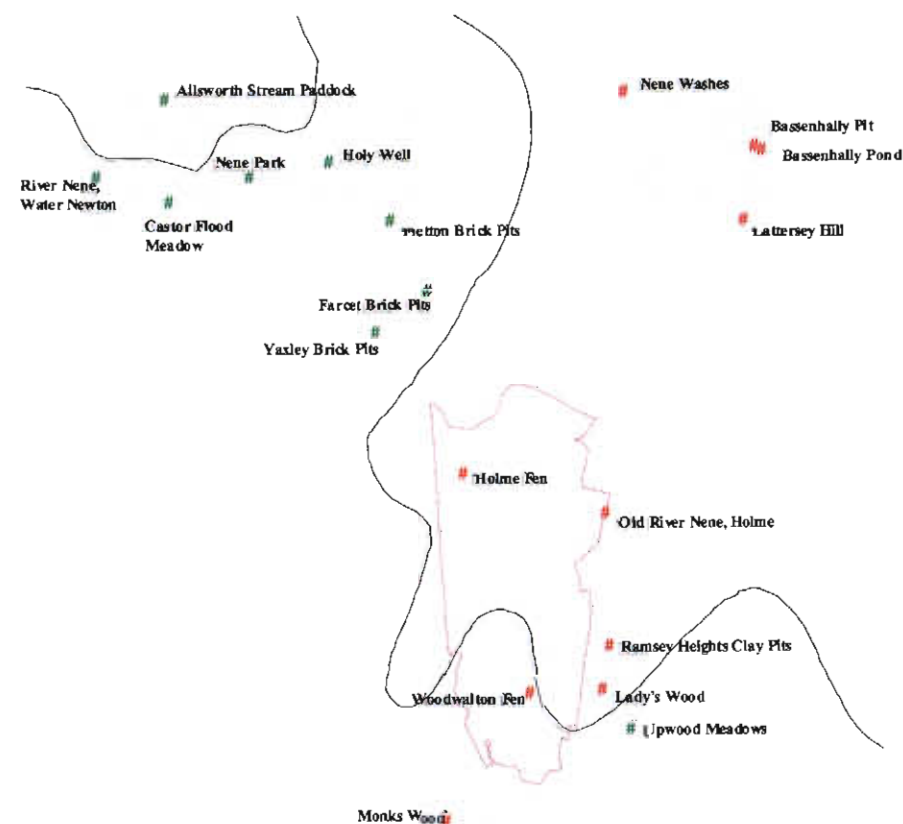 Ailsworth Stream Paddock
Nene Washes
Bassenhally Pit
Bassenhally Pond
Nene Park
Holy Well
River Nene,
Water Newton
Castor Flood
Meadow
Fletton Brick Pits
Lattersey Hill
Farcet Brick Pits
Yaxley Brick Pits
Holme Fen
Old River Nene, Holme
Ramsey Heights Clay Pits
Woodwalton Fen
Lady's Wood
Upwood Meadows
Monks Wood